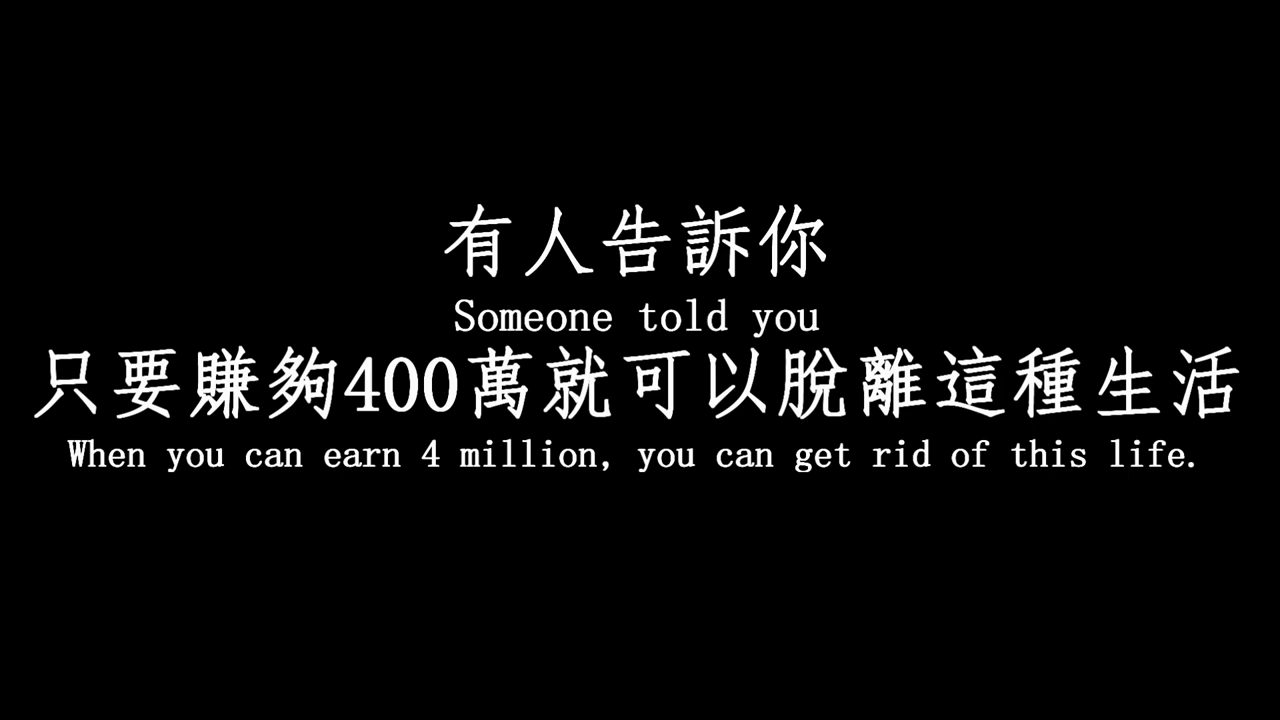 有人告訴你
Someone told you
只要賺夠400萬就可以脫離這種生活
When you can earn 4 million, you can get rid of this life.